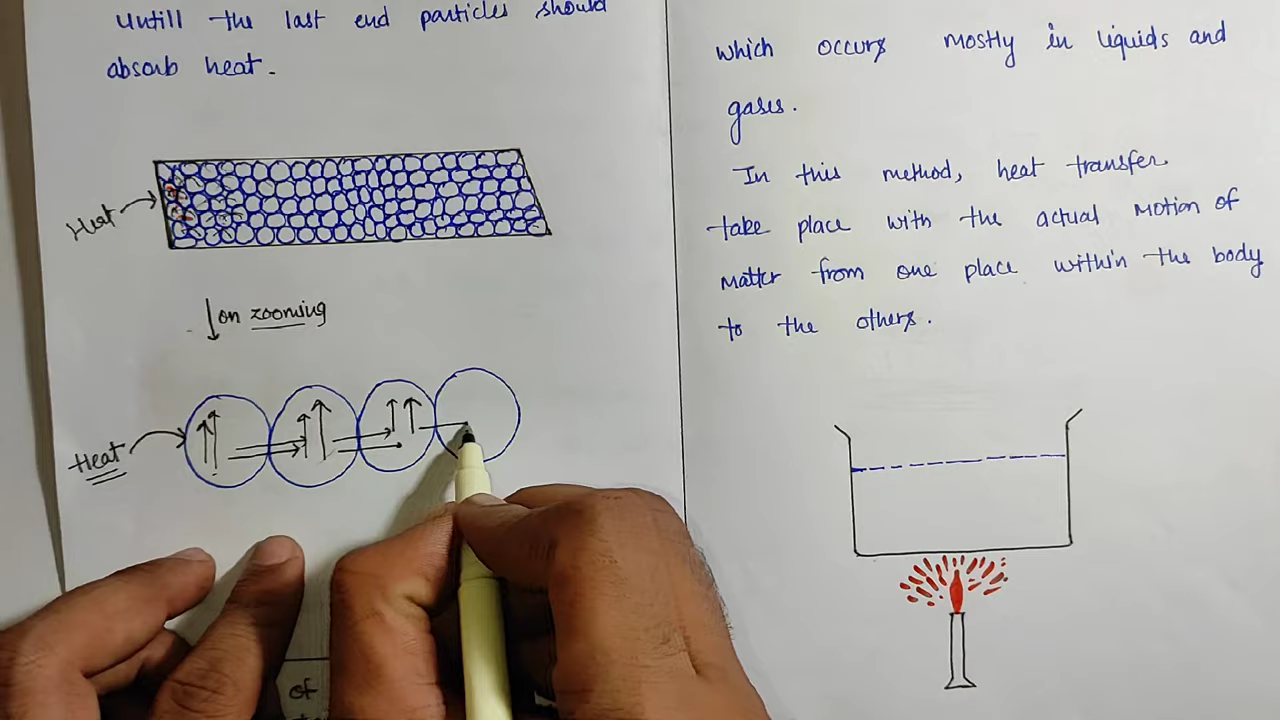 Untill the last end particles should
absorb heat.
Heat
on zooming
Heat
of
which occurs mostly in liquids and
gases.
In this method, heat transfer
take place with the actual motion of
matter from one place within the body
to the others.